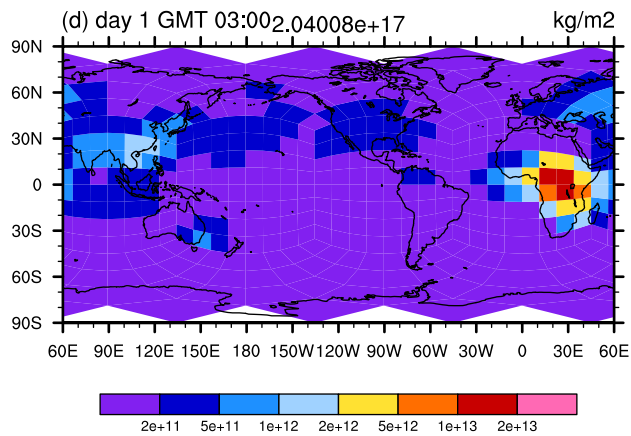 (d) day 1 GMT 03:00 2.04008e+17 kg/m2
90N
60N
30N
0
30S
60S
90S
60E 90E 120E 150E 180 150W 120W 90W 60W 30W 0 30E 60E
2e+11 5e+11 1e+12 2e+12 5e+12 1e+13 2e+13